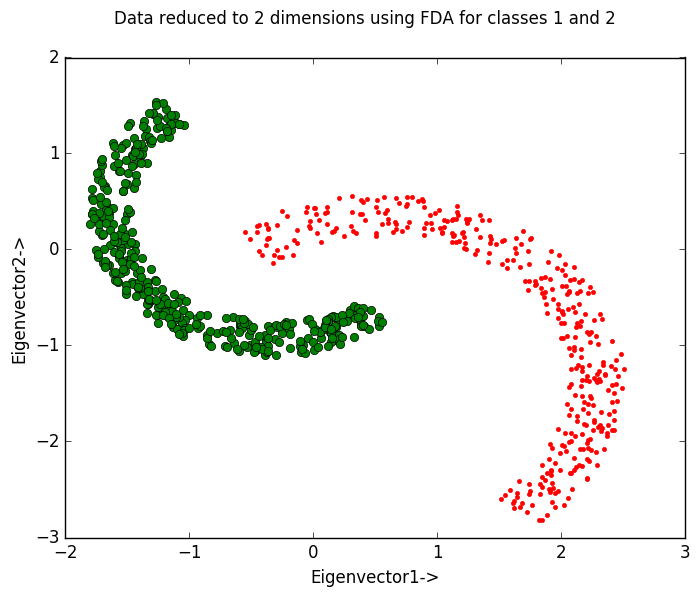 Data reduced to 2 dimensions using FDA for classes 1 and 2
2
1
0
−1
−2
−3
Eigenvector2->
−2 −1 0 1 2 3
Eigenvector1->